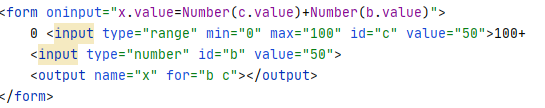 <form oninput="x.value=Number(c.value)+Number(b.value)">
0 <input type="range" min="0" max="100" id="c" value="50">100+
<input type="number" id="b" value="50">
<output name="x" for="b c"></output>
</form>